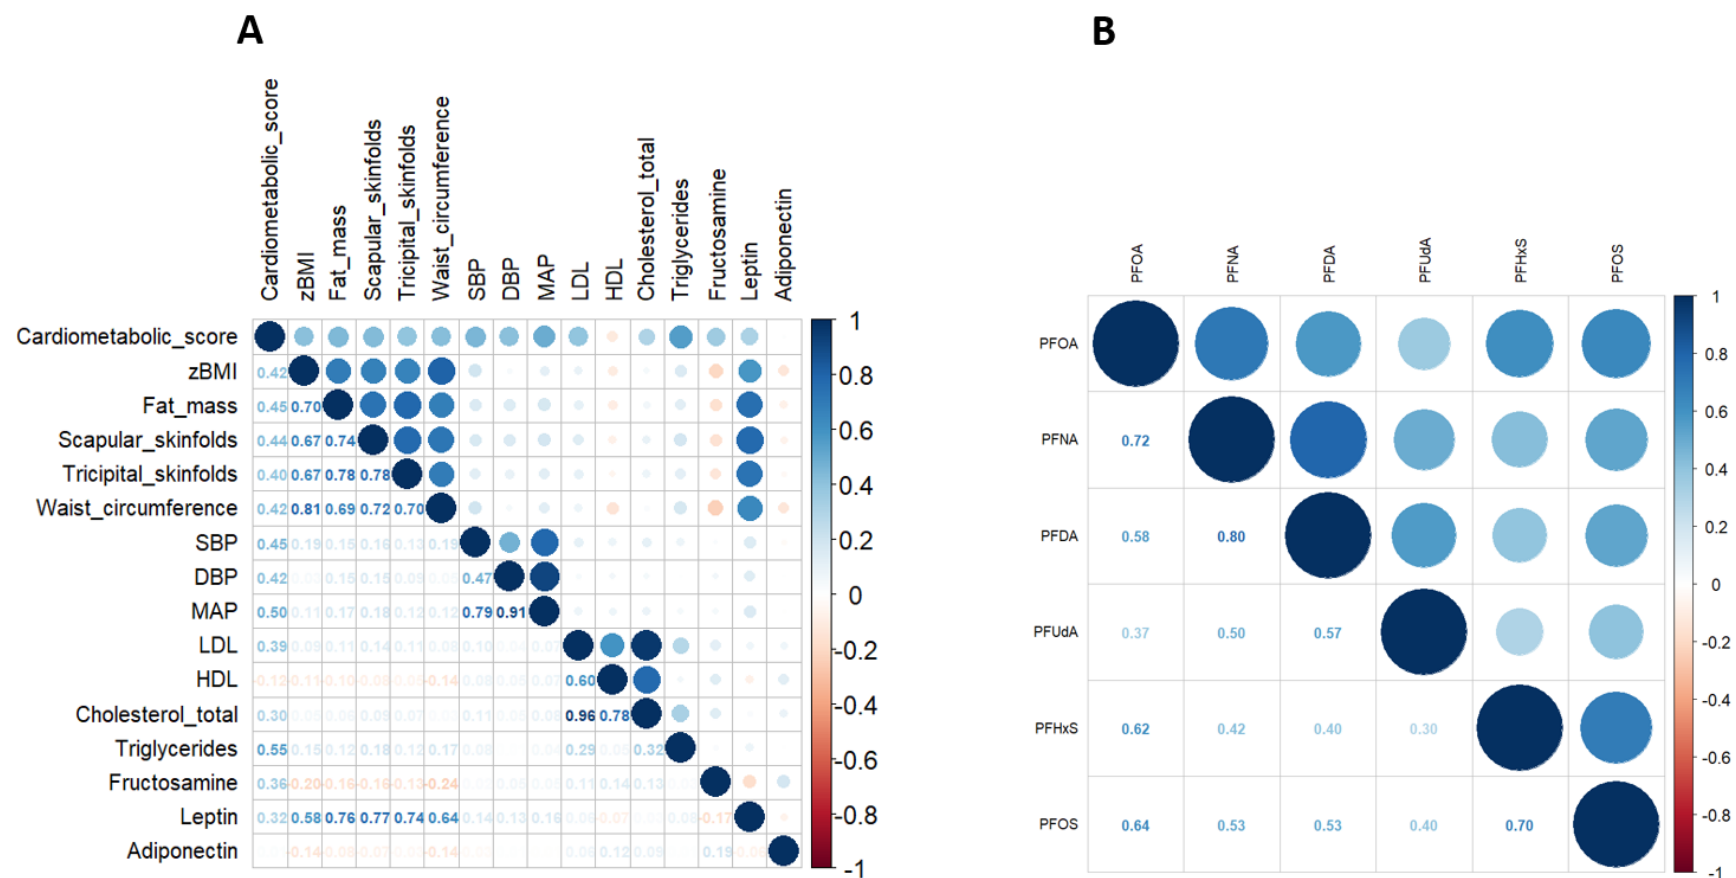 A
Cardiometabolic_score
zBMI
Fat_mass
Scapular_skinfolds
Tricipital_skinfolds
Waist_circumference
SBP
DBP
MAP
LDL
HDL
Cholesterol_total
Triglycerides
Fructosamine
Leptin
Adiponectin
Cardiometabolic_score
zBMI 0.42
Fat_mass 0.45 0.70
Scapular_skinfolds 0.44 0.67 0.74
Tricipital_skinfolds 0.40 0.67 0.78 0.78
Waist_circumference 0.42 0.81 0.69 0.72 0.70
SBP 0.45 0.19 0.15 0.16 0.13 0.19
DBP 0.42 0.15 0.15 0.47
MAP 0.50 0.11 0.17 0.18 0.12 0.12 0.79 0.91
LDL 0.39 0.09 0.11 0.14 0.11 0.08 0.10 0.07
HDL -0.12 -0.11 -0.10 -0.08 -0.14 0.60
Cholesterol_total 0.30 0.09 0.11 0.96 0.78
Triglycerides 0.55 0.15 0.12 0.18 0.12 0.17 0.29 0.32
Fructosamine 0.36 -0.20 -0.16 -0.16 -0.13 -0.24 0.11 0.14 0.13
Leptin 0.32 0.58 0.76 0.77 0.74 0.64 0.14 0.13 0.16 -0.07 -0.17
Adiponectin -0.14 -0.14 0.12 0.09 0.19
1
0.8
0.6
0.4
0.2
0
-0.2
-0.4
-0.6
-0.8
-1
B
PFOA
PFNA
PFDA
PFUdA
PFHxS
PFOS
PFOA
PFNA 0.72
PFDA 0.58 0.80
PFUdA 0.37 0.50 0.57
PFHxS 0.62 0.42 0.40 0.30
PFOS 0.64 0.53 0.53 0.40 0.70
1
0.8
0.6
0.4
0.2
0
-0.2
-0.4
-0.6
-0.8
-1